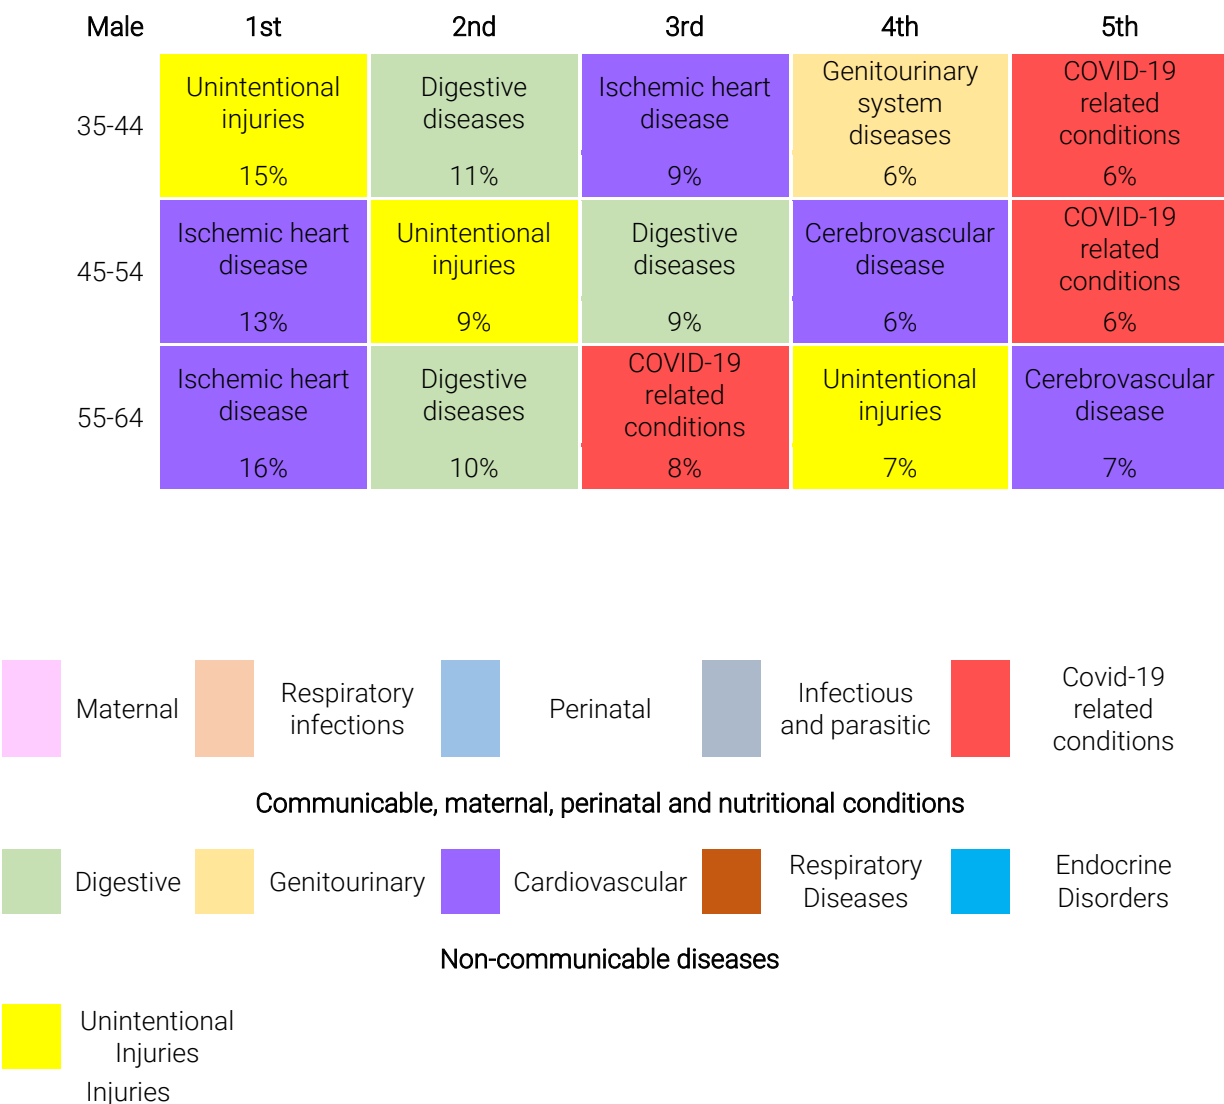 Male 1st 2nd 3rd 4th 5th
35-44
Unintentional
injuries
15%
Digestive
diseases
11%
Ischemic heart
disease
9%
Genitourinary
system
diseases
6%
COVID-19
related
conditions
6%
45-54
Ischemic heart
disease
13%
Unintentional
injuries
9%
Digestive
diseases
9%
Cerebrovascular
disease
6%
COVID-19
related
conditions
6%
55-64
Ischemic heart
disease
16%
Digestive
diseases
10%
COVID-19
related
conditions
8%
Unintentional
injuries
7%
Cerebrovascular
disease
7%
Maternal
Respiratory
infections
Perinatal
Infectious
and parasitic
Covid-19
related
conditions
Communicable, maternal, perinatal and nutritional conditions
Digestive
Genitourinary
Cardiovascular
Respiratory
Diseases
Endocrine
Disorders
Non-communicable diseases
Unintentional
Injuries
Injuries